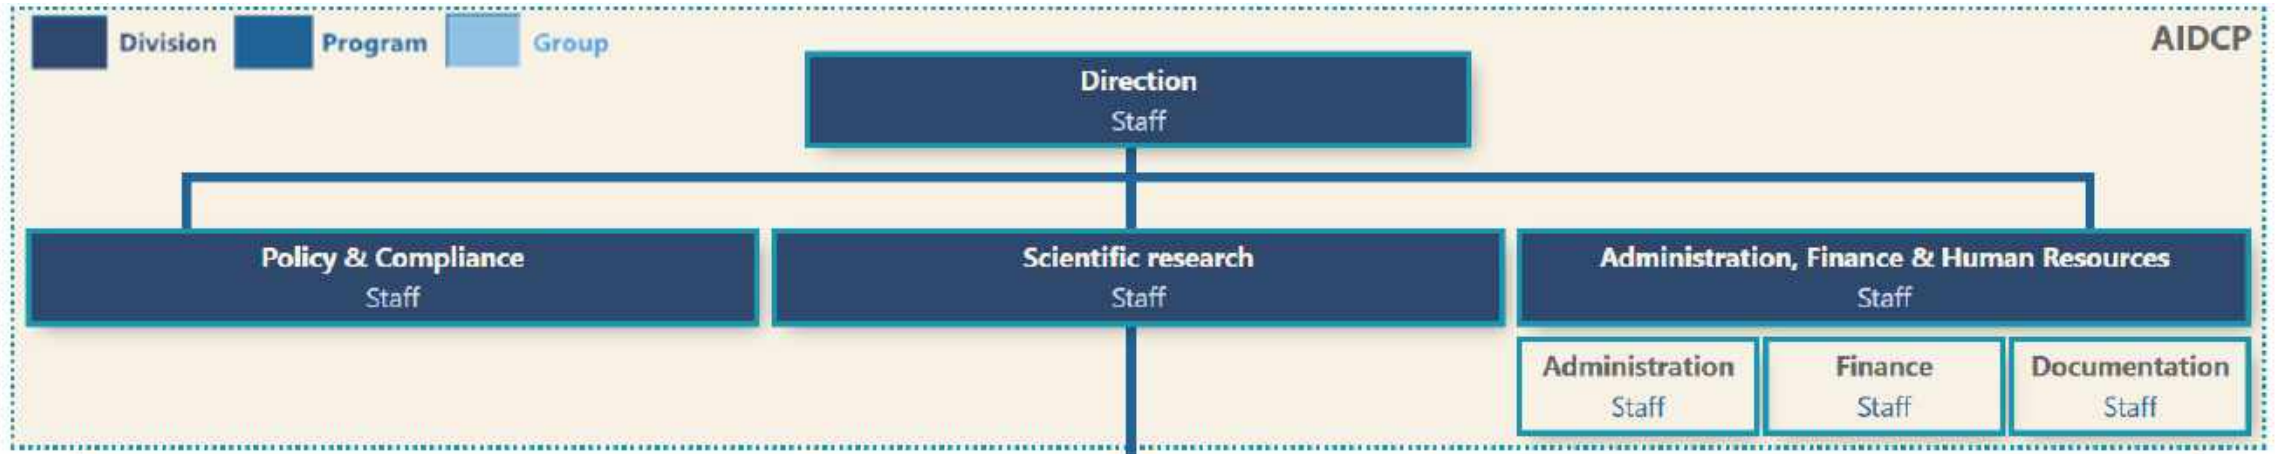 Division Program Group
AIDCP
Direction
Staff
Policy & Compliance
Staff
Scientific research
Staff
Administration, Finance & Human Resources
Staff
Administration
Staff
Finance
Staff
Documentation
Staff